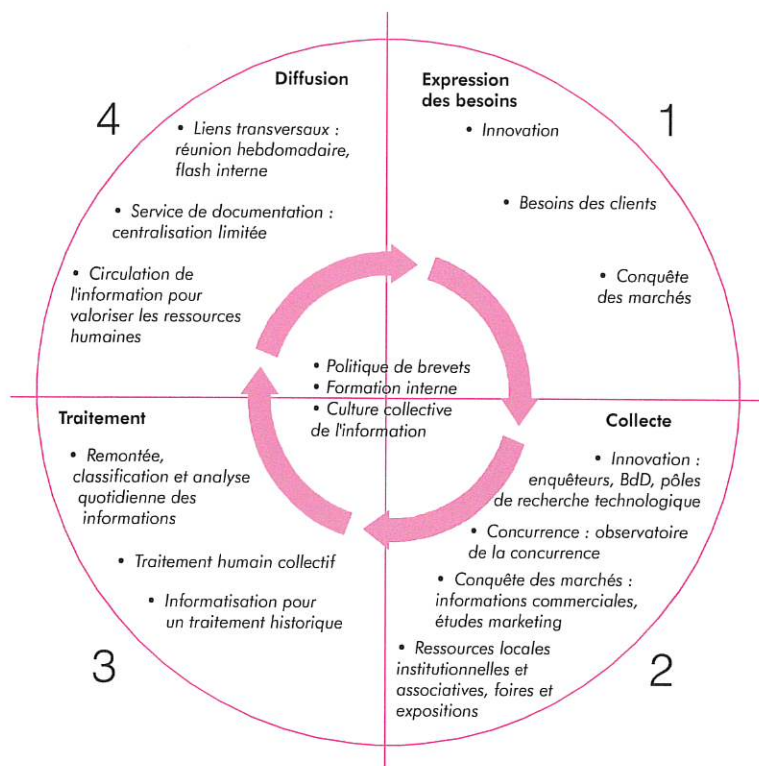 1
Expression
des besoins
• Innovation
• Besoins des clients
• Conquête
des marchés
2
Collecte
• Innovation :
enquêteurs, BdD, pôles
de recherche technologique
• Concurrence : observatoire
de la concurrence
• Conquête des marchés :
informations commerciales,
études marketing
• Ressources locales
institutionnelles et
associatives, foires et
expositions
3
Traitement
• Remontée,
classification et analyse
quotidienne des
informations
• Traitement humain collectif
• Informatisation pour
un traitement historique
4
Diffusion
• Liens transversaux :
réunion hebdomadaire,
flash interne
• Service de documentation :
centralisation limitée
• Circulation de
l'information pour
valoriser les ressources
humaines
• Politique de brevets
• Formation interne
• Culture collective
de l'information